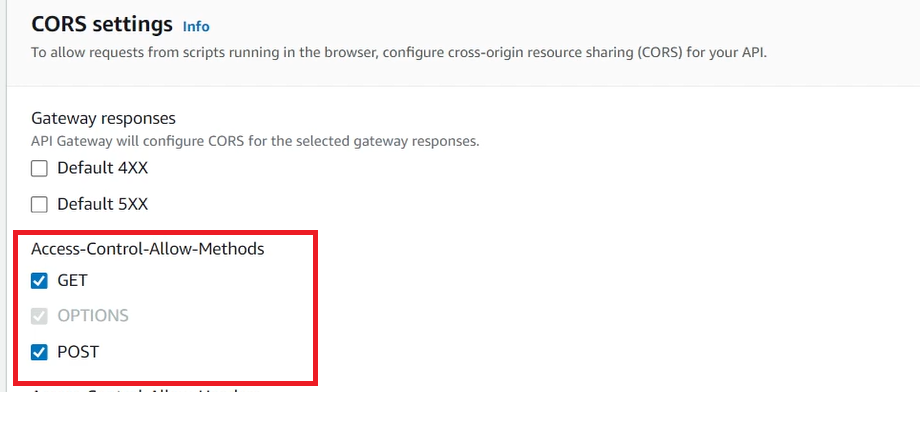 CORS settings Info
To allow requests from scripts running in the browser, configure cross-origin resource sharing (CORS) for your API.
Gateway responses
API Gateway will configure CORS for the selected gateway responses.
Default 4XX
Default 5XX
Access-Control-Allow-Methods
GET
OPTIONS
POST